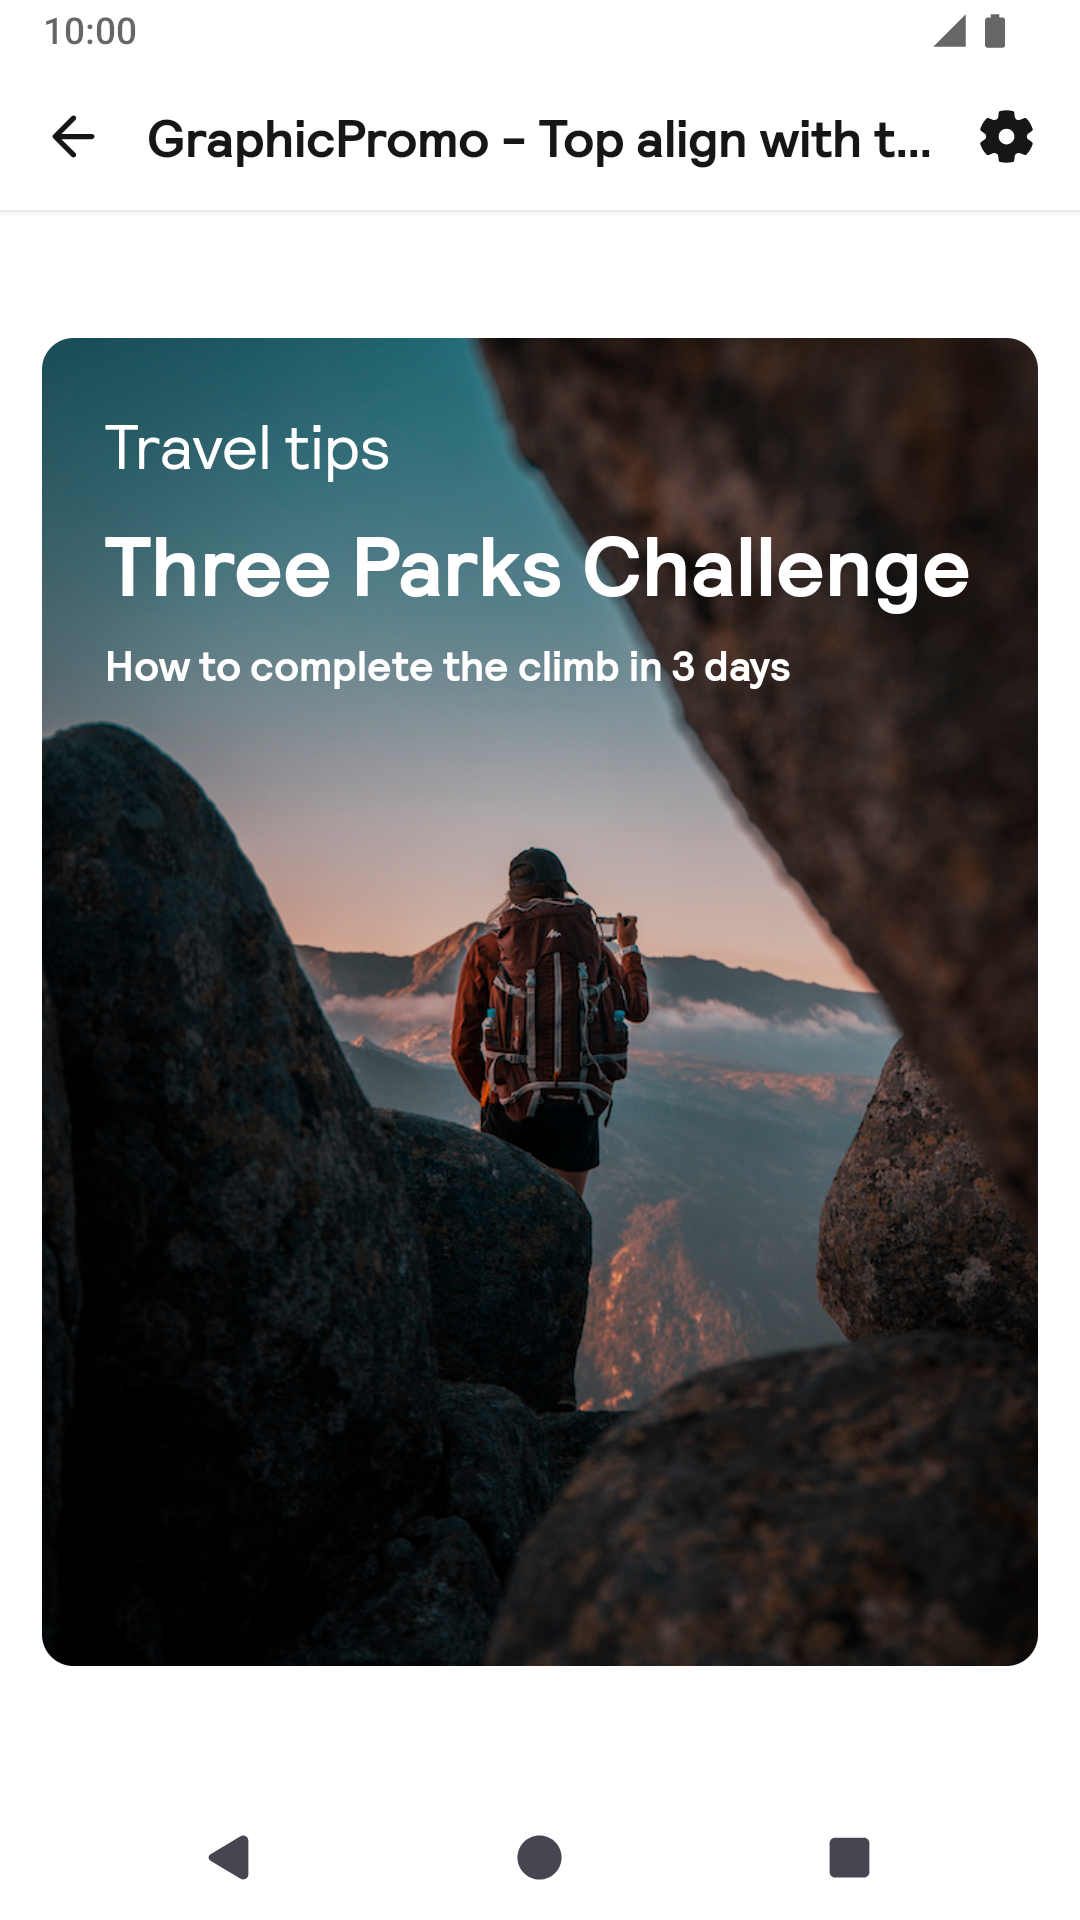 10:00
GraphicPromo - Top align with t...
Travel tips
Three Parks Challenge
How to complete the climb in 3 days